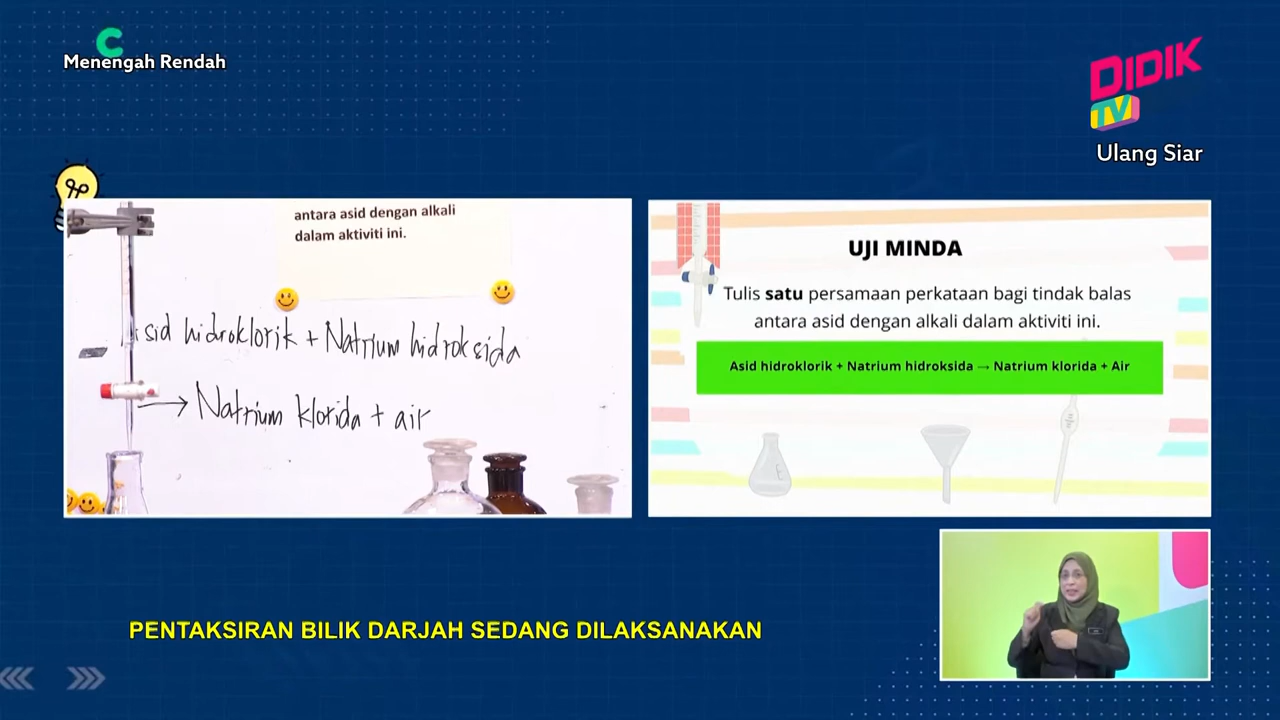 C
Menengah Rendah
DIDIK
TV
Ulang Siar
antara asid dengan alkali
dalam aktiviti ini.
sid hidroklorik + Natrium hidroksida
→ Natrium klorida + air
UJI MINDA
Tulis satu persamaan perkataan bagi tindak balas
antara asid dengan alkali dalam aktiviti ini.
Asid hidroklorik + Natrium hidroksida → Natrium klorida + Air
PENTAKSIRAN BILIK DARJAH SEDANG DILAKSANAKAN